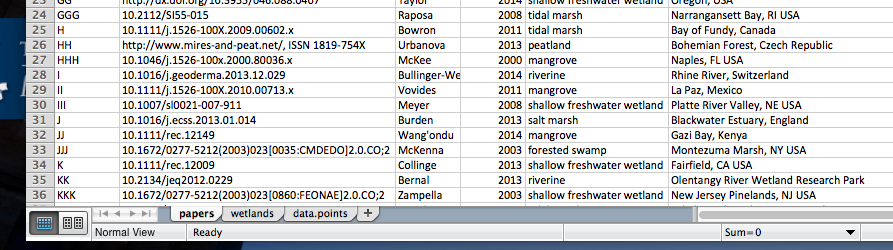 23 GG http://dx.doi.org/10.3955/046.088.0407 Taylor 2014 shallow freshwater wetland Oregon, USA
24 GGG 10.2112/SI55-015 Raposa 2008 tidal marsh Narrangansett Bay, RI USA
25 H 10.1111/j.1526-100X.2009.00602.x Bowron 2011 tidal marsh Bay of Fundy, Canada
26 HH http://www.mires-and-peat.net/, ISSN 1819-754X Urbanova 2013 peatland Bohemian Forest, Czech Republic
27 HHH 10.1046/j.1526-100x.2000.80036.x McKee 2000 mangrove Naples, FL USA
28 I 10.1016/j.geoderma.2013.12.029 Bullinger-We 2014 riverine Rhine River, Switzerland
29 II 10.1111/j.1526-100X.2010.00713.x Vovides 2011 mangrove La Paz, Mexico
30 III 10.1007/sl0021-007-911 Meyer 2008 shallow freshwater wetland Platte River Valley, NE USA
31 J 10.1016/j.ecss.2013.01.014 Burden 2013 salt marsh Blackwater Estuary, England
32 JJ 10.1111/rec.12149 Wang'ondu 2014 mangrove Gazi Bay, Kenya
33 JJJ 10.1672/0277-5212(2003)023[0035:CMDEDO]2.0.CO;2 McKenna 2003 forested swamp Montezuma Marsh, NY USA
34 K 10.1111/rec.12009 Collinge 2013 shallow freshwater wetland Fairfield, CA USA
35 KK 10.2134/jeq2012.0229 Bernal 2013 riverine Olentangy River Wetland Research Park
36 KKK 10.1672/0277-5212(2003)023[0860:FEONAE]2.0.CO;2 Zampella 2003 shallow freshwater wetland New Jersey Pinelands, NJ USA
papers wetlands data.points +
Normal View Ready Sum=0